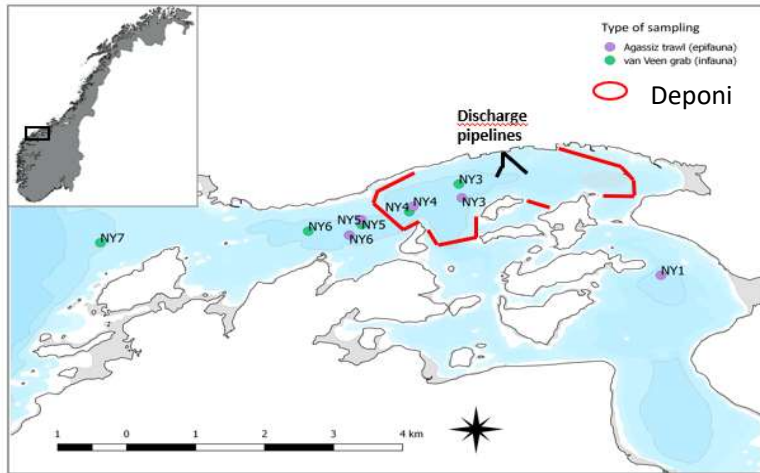 Type of sampling
Agassiz trawl (epifauna)
van Veen grab (infauna)
Deponi
Discharge
pipelines
NY3
NY3
NY4
NY4
NY5
NY5
NY6
NY6
NY7
NY1
1 0 1 2 3 4 km